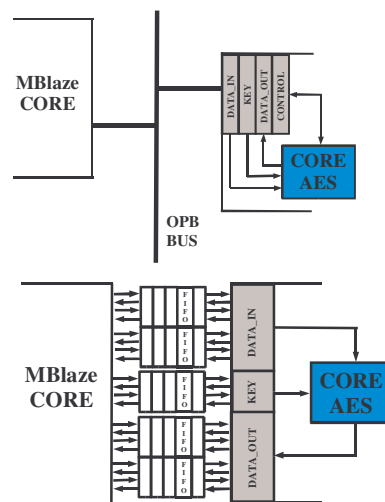 MBlaze
CORE
DATA_IN
KEY
DATA_OUT
CONTROL
CORE
AES
OPB
BUS
MBlaze
CORE
FIFO
FIFO
FIFO
FIFO
FIFO
DATA_IN
KEY
DATA_OUT
CORE
AES